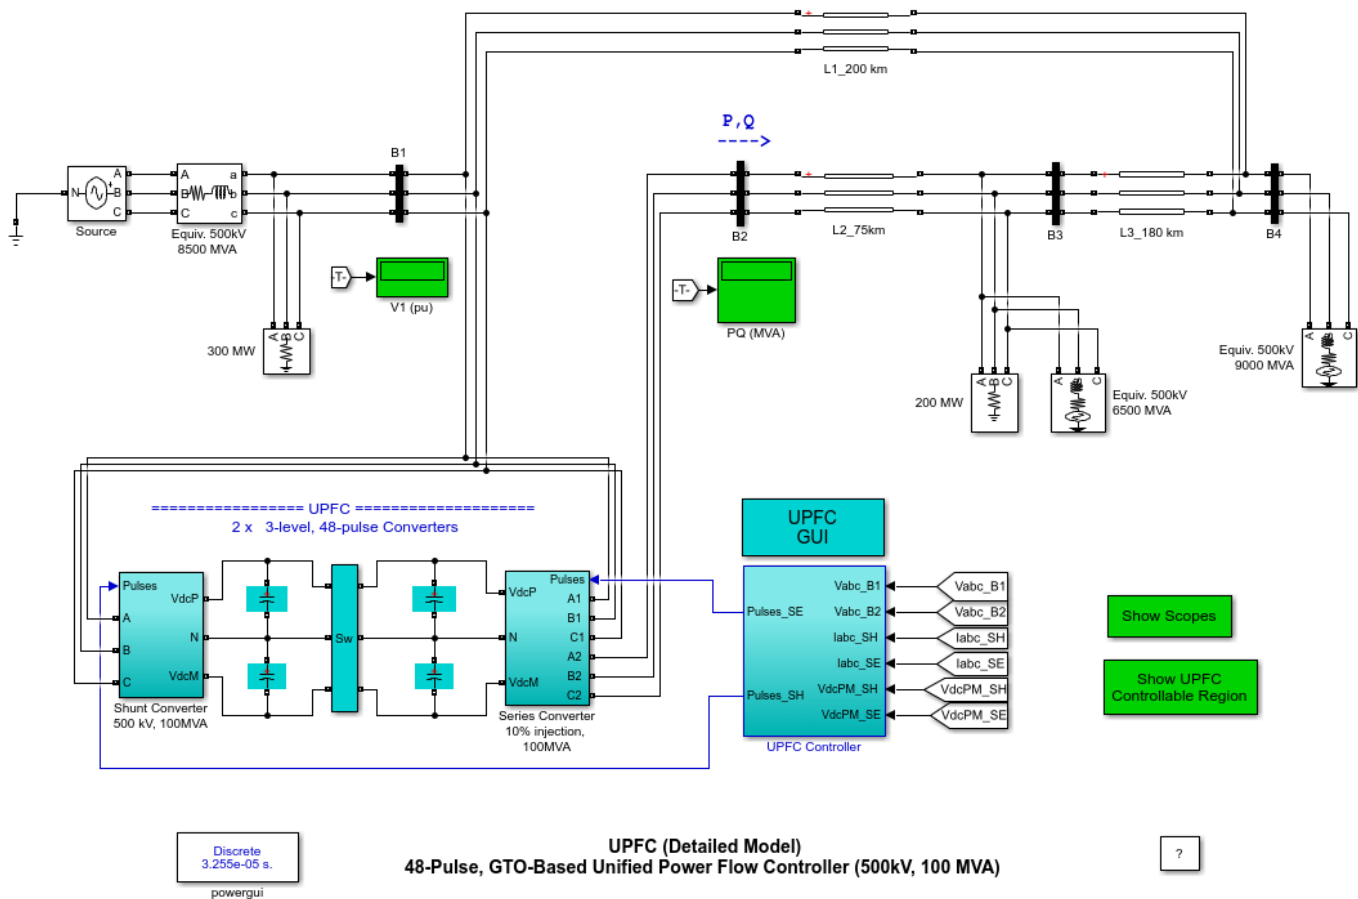 L1_200 km
P,Q
B1
A
B
C
N
A
B
C
a
b
c
Source
Equiv. 500kV
8500 MVA
B2
L2_75km
B3
L3_180 km
B4
-T-
V1 (pu)
-T-
PQ (MVA)
A
B
C
300 MW
A
B
C
200 MW
A
B
C
Equiv. 500kV
6500 MVA
A
B
C
Equiv. 500kV
9000 MVA
================= UPFC ====================
2 x 3-level, 48-pulse Converters
Pulses
VdcP
A
N
B
VdcM
C
Shunt Converter
500 kV, 100MVA
Sw
Pulses
VdcP
A1
B1
N
C1
A2
B2
VdcM
C2
Series Converter
10% injection,
100MVA
UPFC
GUI
Pulses_SE
Pulses_SH
Vabc_B1
Vabc_B2
Iabc_SH
Iabc_SE
VdcPM_SH
VdcPM_SE
UPFC Controller
Vabc_B1
Vabc_B2
Iabc_SH
Iabc_SE
VdcPM_SH
VdcPM_SE
Show Scopes
Show UPFC
Controllable Region
Discrete
3.255e-05 s.
powergui
UPFC (Detailed Model)
48-Pulse, GTO-Based Unified Power Flow Controller (500kV, 100 MVA)
?